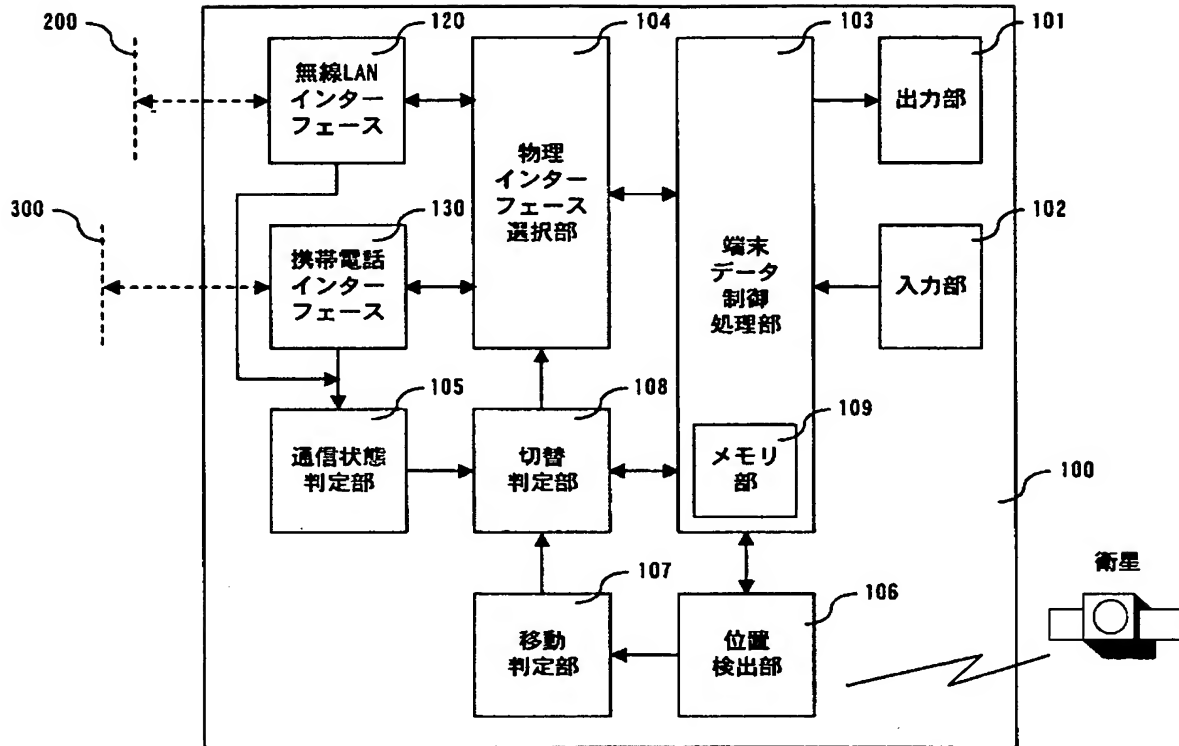 200
120
104
103
101
無線LAN
インター
フェース
出力部
物理
インター
フェース
選択部
300
130
102
携帯電話
インター
フェース
端末
データ
制御
処理部
入力部
105
108
109
通信状態
判定部
切替
判定部
メモリ
部
100
107
106
衛星
移動
判定部
位置
検出部